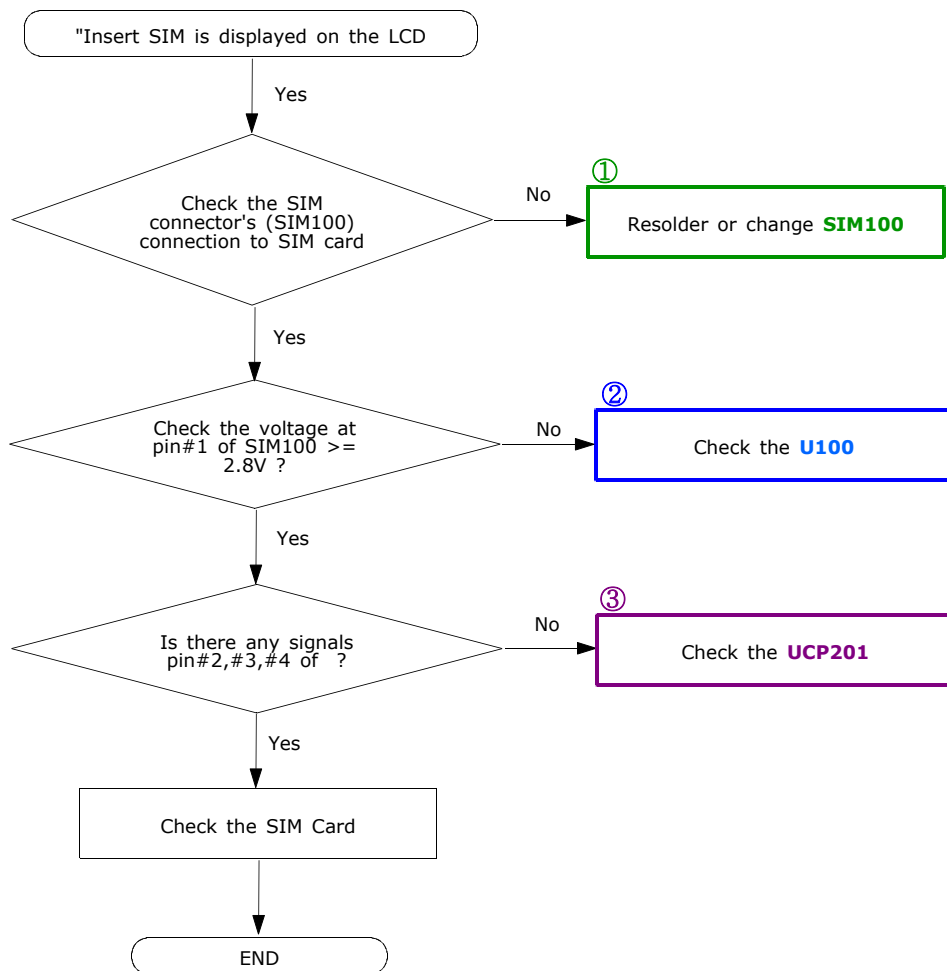 "Insert SIM is displayed on the LCD
Yes
Check the SIM
connector's (SIM100)
connection to SIM card
No
①
Resolder or change SIM100
Yes
Check the voltage at
pin#1 of SIM100 >=
2.8V ?
No
②
Check the U100
Yes
Is there any signals
pin#2,#3,#4 of ?
No
③
Check the UCP201
Yes
Check the SIM Card
END